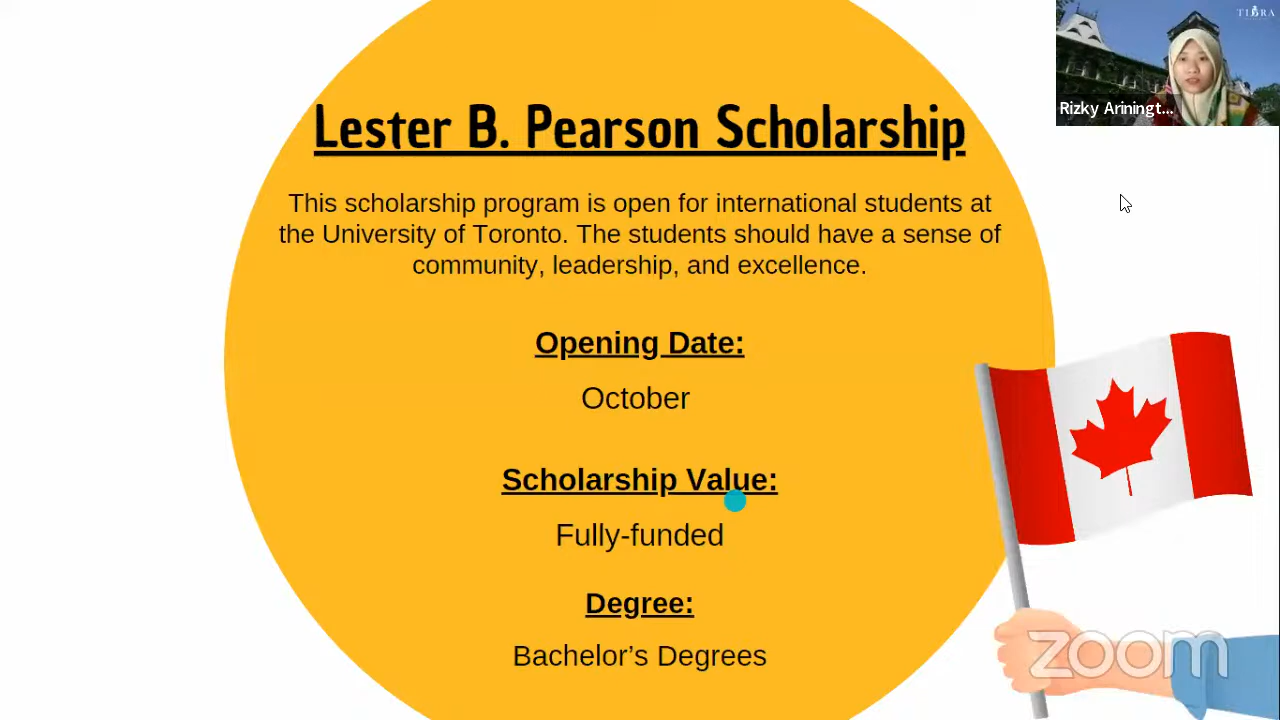 Lester B. Pearson Scholarship
This scholarship program is open for international students at
the University of Toronto. The students should have a sense of
community, leadership, and excellence.
Opening Date:
October
Scholarship Value:
Fully-funded
Degree:
Bachelor’s Degrees
Rizky Ariningt...
zoom